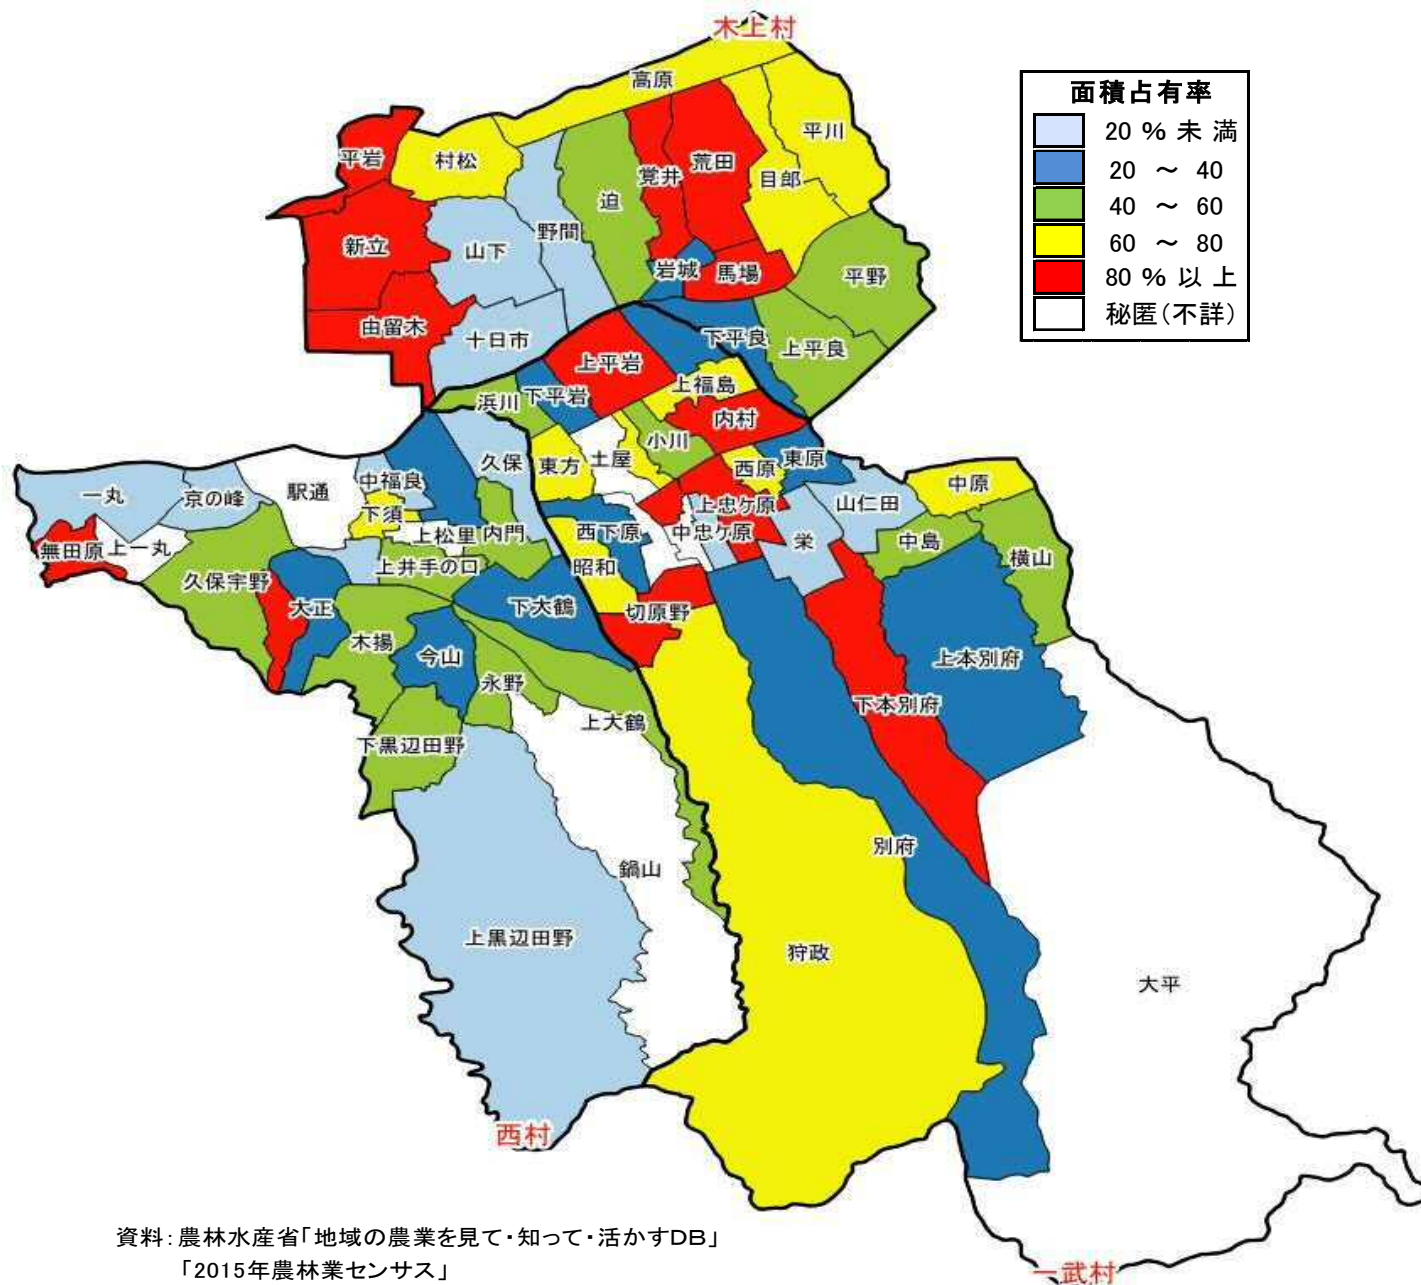 木上村
高原
面積占有率
20 % 未 満
20 ～ 40
40 ～ 60
60 ～ 80
80 % 以 上
秘匿(不詳)
平川
平岩
村松
覚井
荒田
目郎
迫
新立
山下
野間
岩城
馬場
平野
由留木
十日市
下平良
上平良
上平岩
下平岩
浜川
上福島
内村
小川
久保
東方
土屋
西原
東原
一丸
京の峰
駅通
中福良
中原
下須
上忠ケ原
山仁田
無田原
上一丸
上松里
内門
西下原
中忠ケ原
栄
中島
久保宇野
上井手の口
昭和
横山
大正
下大鶴
切原野
木揚
今山
永野
上本別府
下本別府
上大鶴
下黒辺田野
別府
鍋山
上黒辺田野
狩政
大平
西村
資料:農林水産省「地域の農業を見て・知って・活かすDB」
「2015年農林業センサス」
一武村